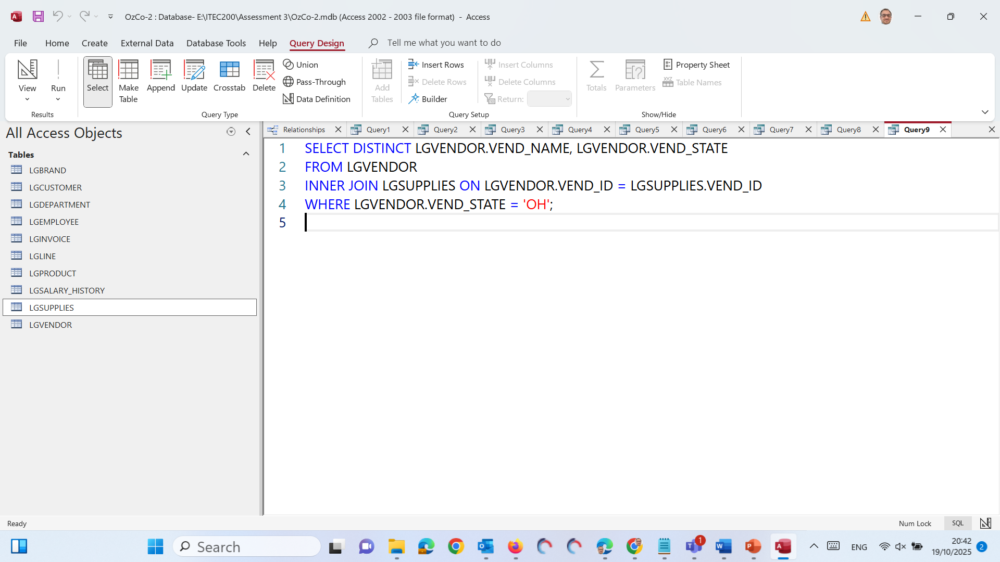 OzCo-2 : Database- E:\ITEC200\Assessment 3\OzCo-2.mdb (Access 2002 - 2003 file format) - Access
File Home Create External Data Database Tools Help Query Design Tell me what you want to do
View
Run
Results
Select
Make Table
Append
Update
Crosstab
Delete
Union
Pass-Through
Data Definition
Query Type
Add Tables
Insert Rows
Delete Rows
Builder
Insert Columns
Delete Columns
Return:
Query Setup
Totals
Parameters
Property Sheet
XYZ Table Names
Show/Hide
All Access Objects
Tables
LGBRAND
LGCUSTOMER
LGDEPARTMENT
LGEMPLOYEE
LGINVOICE
LGLINE
LGPRODUCT
LGSALARY_HISTORY
LGSUPPLIES
LGVENDOR
Relationships Query1 Query2 Query3 Query4 Query5 Query6 Query7 Query8 Query9
1 SELECT DISTINCT LGVENDOR.VEND_NAME, LGVENDOR.VEND_STATE
2 FROM LGVENDOR
3 INNER JOIN LGSUPPLIES ON LGVENDOR.VEND_ID = LGSUPPLIES.VEND_ID
4 WHERE LGVENDOR.VEND_STATE = 'OH';
5
Ready Num Lock SQL
Search 1 ENG 20:42
19/10/2025 2